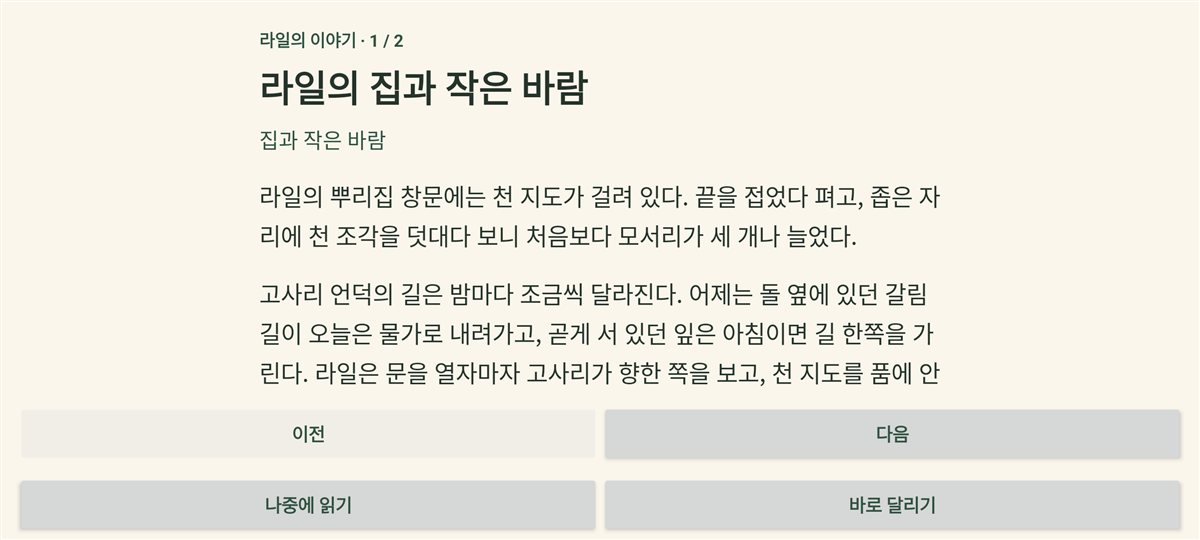 라일의 이야기 · 1 / 2
라일의 집과 작은 바람
집과 작은 바람
라일의 뿌리집 창문에는 천 지도가 걸려 있다. 끝을 접었다 펴고, 좁은 자
리에 천 조각을 덧대다 보니 처음보다 모서리가 세 개나 늘었다.
고사리 언덕의 길은 밤마다 조금씩 달라진다. 어제는 돌 옆에 있던 갈림
길이 오늘은 물가로 내려가고, 곧게 서 있던 잎은 아침이면 길 한쪽을 가
린다. 라일은 문을 열자마자 고사리가 향한 쪽을 보고, 천 지도를 품에 안
이전
다음
나중에 읽기
바로 달리기